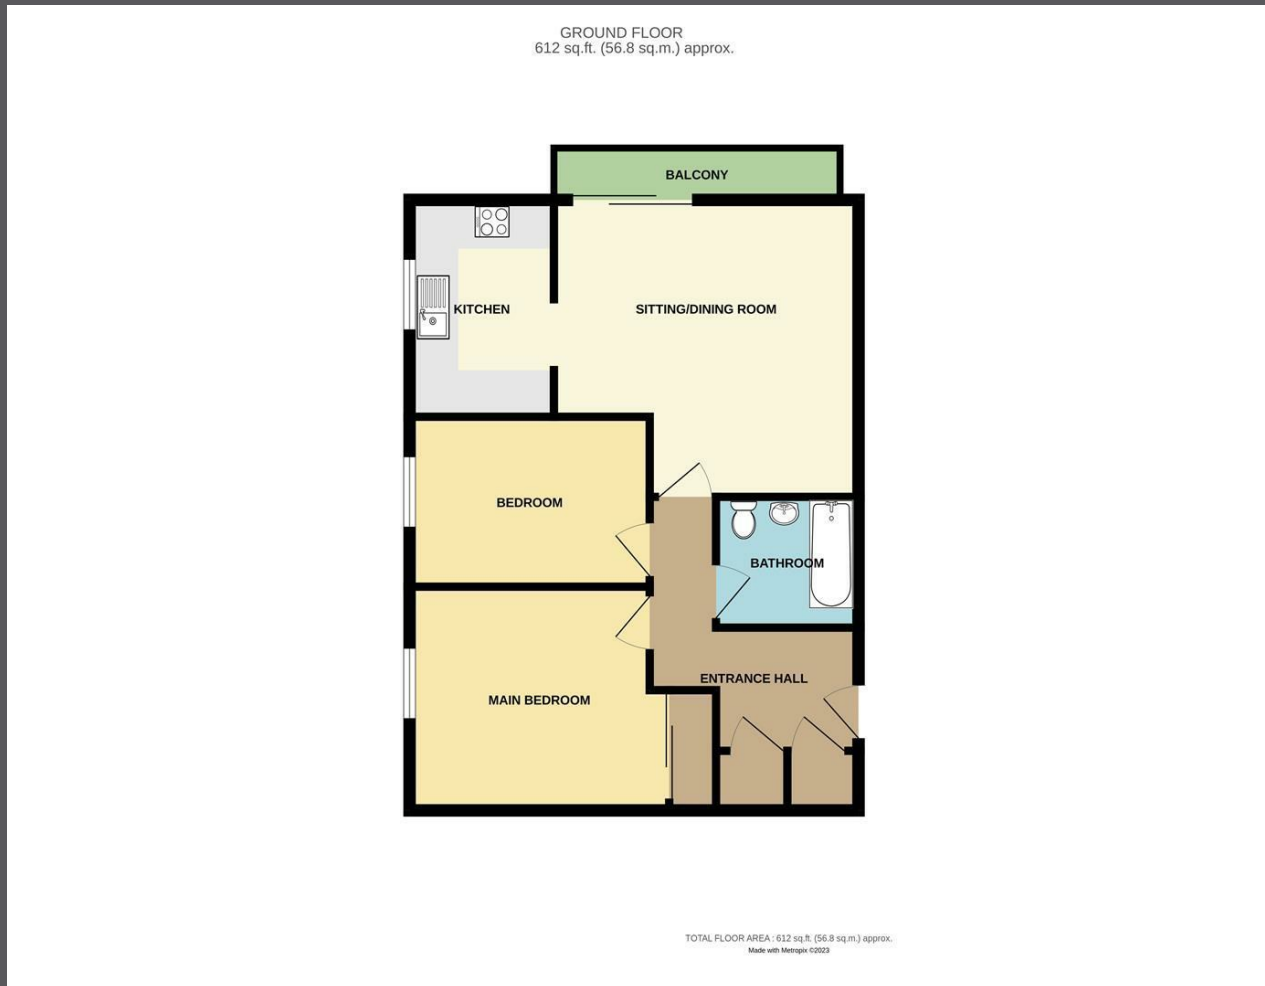 GROUND FLOOR
612 sq.ft. (56.8 sq.m.) approx.
BALCONY
KITCHEN
SITTING/DINING ROOM
BEDROOM
BATHROOM
ENTRANCE HALL
MAIN BEDROOM
TOTAL FLOOR AREA : 612 sq.ft. (56.8 sq.m.) approx.
Made with Metropix ©2023